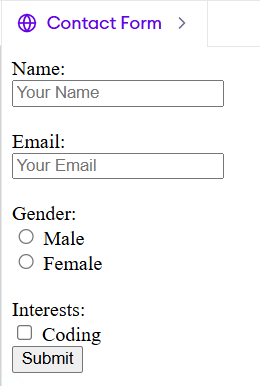 Contact Form
Name:
Your Name
Email:
Your Email
Gender:
Male
Female
Interests:
Coding
Submit